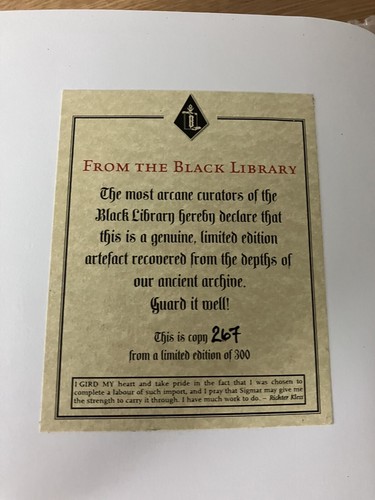 FROM THE BLACK LIBRARY
The most arcane curators of the
Black Library hereby declare that
this is a genuine, limited edition
artefact recovered from the depths of
our ancient archive.
Guard it well!
This is copy 267
from a limited edition of 300
I GIRD MY heart and take pride in the fact that I was chosen to
complete a labour of such import, and I pray that Sigmar may give me
the strength to carry it through. I have much work to do. – Richter Kless